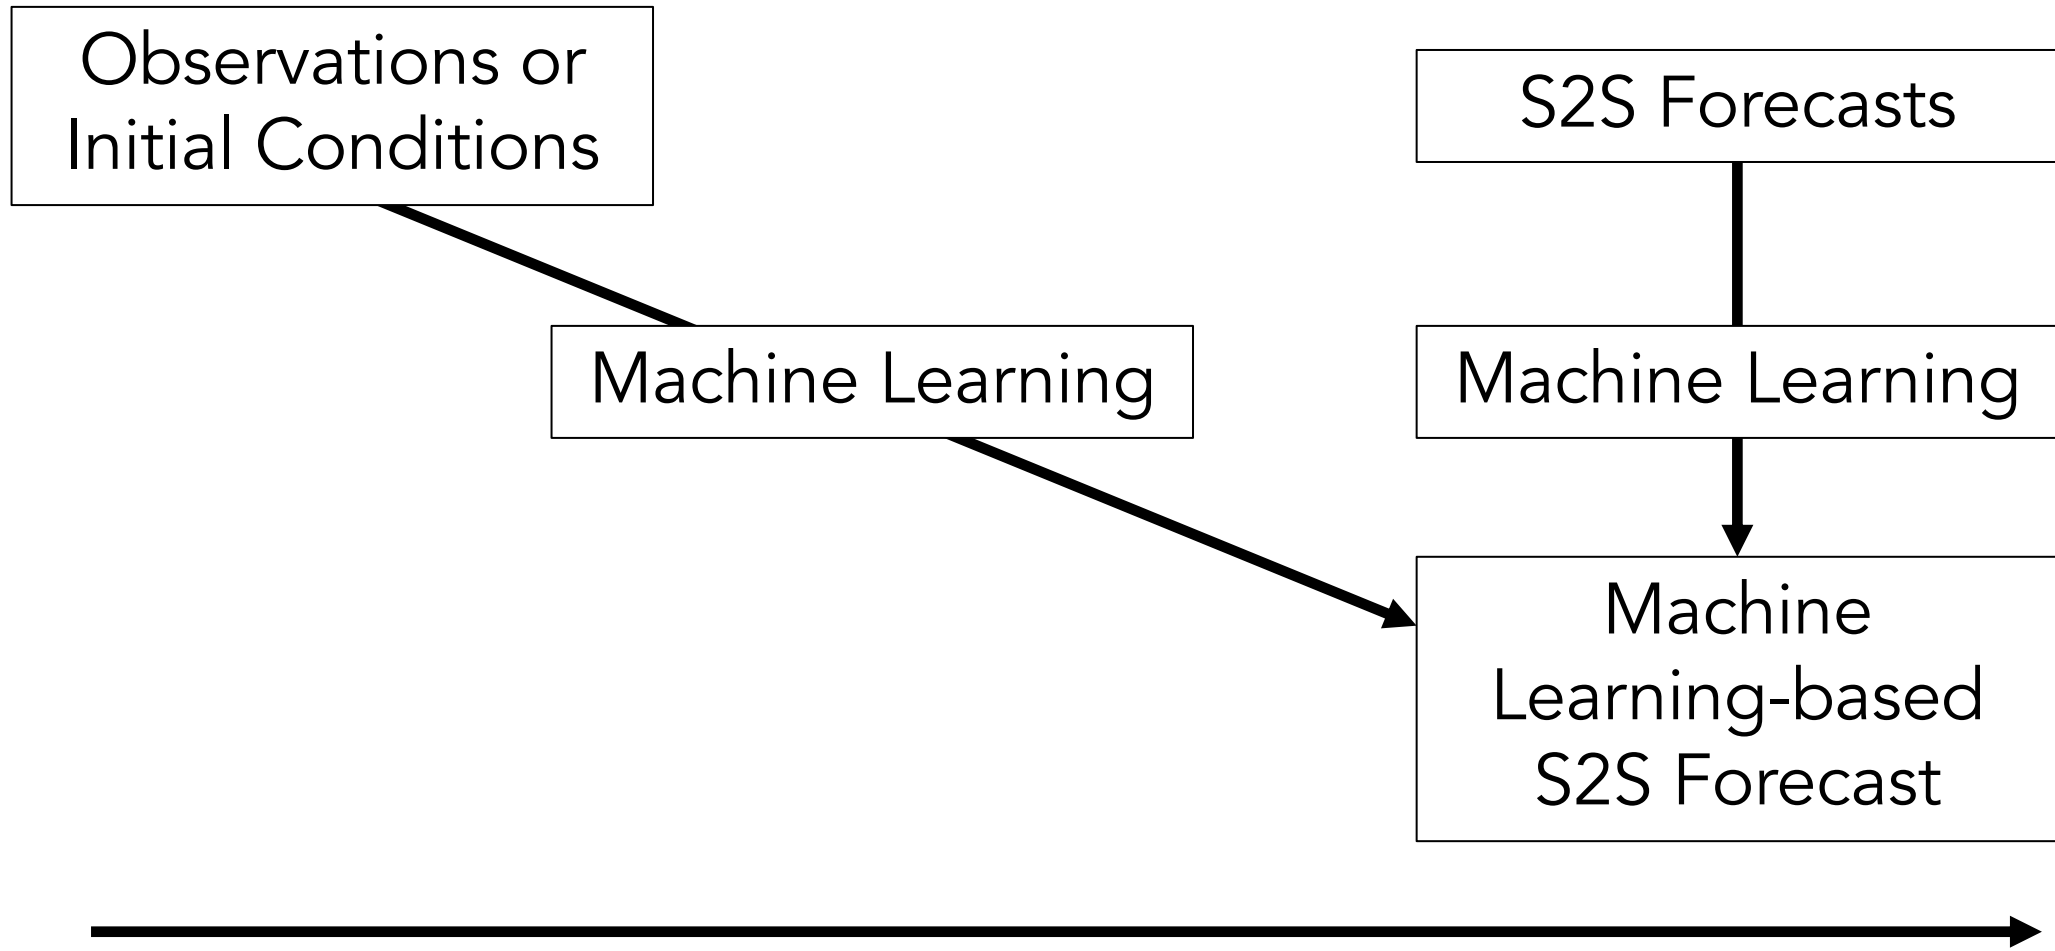 Observations or
Initial Conditions
S2S Forecasts
Machine Learning
Machine Learning
Machine
Learning-based
S2S Forecast